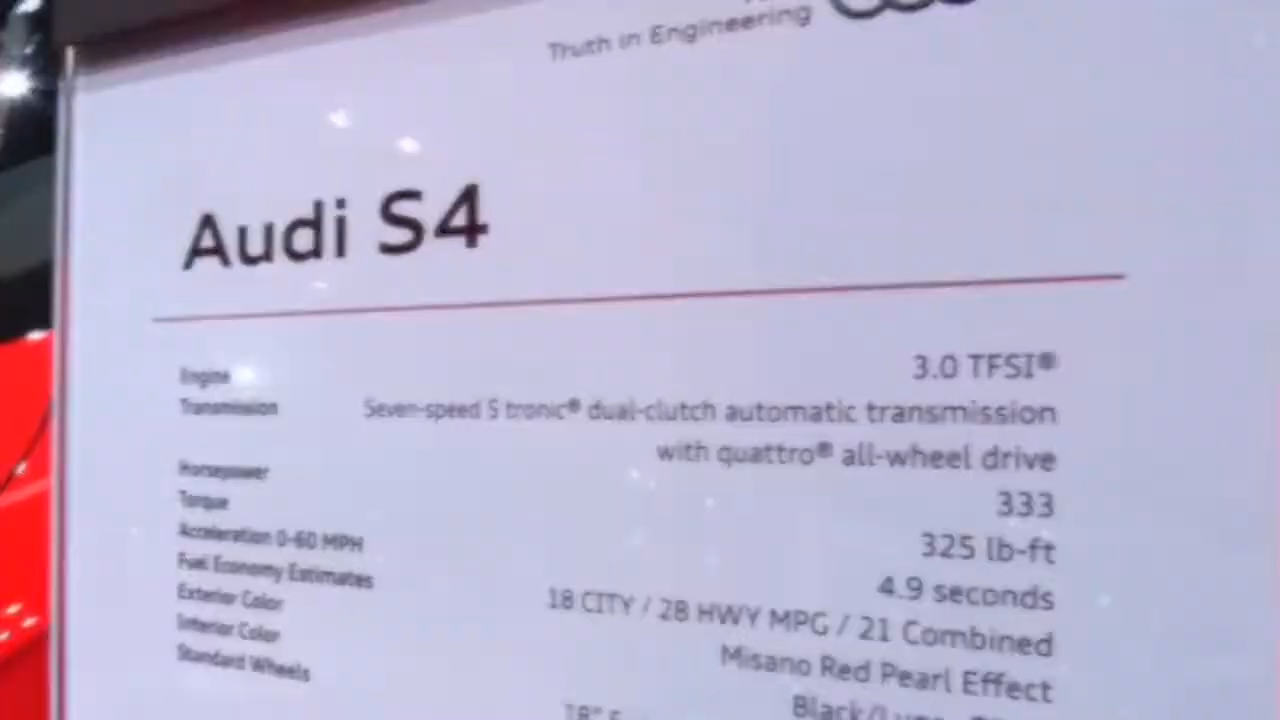 Truth in Engineering
Audi S4
Engine 3.0 TFSI®
Transmission Seven-speed S tronic® dual-clutch automatic transmission
with quattro® all-wheel drive
Horsepower 333
Torque 325 lb-ft
Acceleration 0-60 MPH 4.9 seconds
Fuel Economy Estimates 18 CITY / 28 HWY MPG / 21 Combined
Exterior Color Misano Red Pearl Effect
Interior Color Black/
Standard Wheels 18"